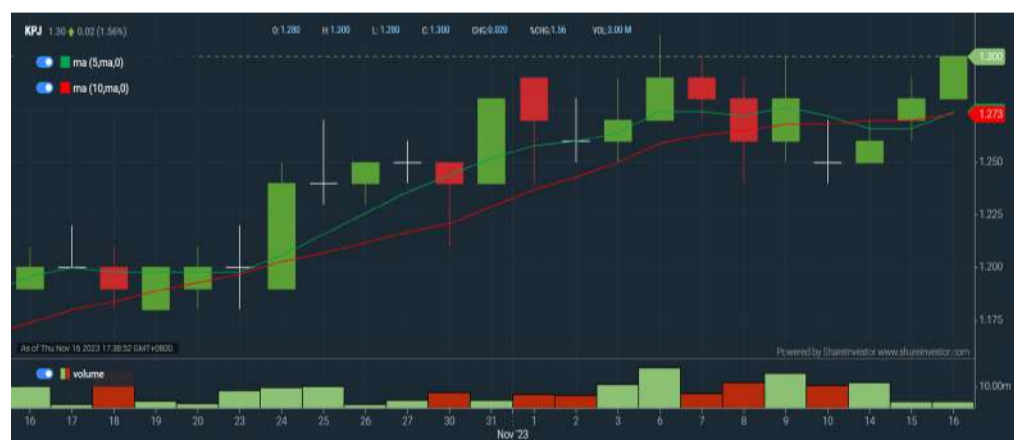 KPJ 1.30 0.02 (1.56%) O: 1.280 H: 1.300 L: 1.280 C: 1.300 CHG:0.020 %CHG:1.56 VOL:3.00 M
ma (5,ma,0)
ma (10,ma,0)
1.300
1.273
1.250
1.225
1.200
1.175
As of Thu Nov 16 2023 17:38:52 GMT+0800
Powered by ShareInvestor www.shareinvestor.com
volume
10.00m
16 17 18 19 20 23 24 25 26 27 30 31 1 2 3 6 7 8 9 10 14 15 16
Nov '23